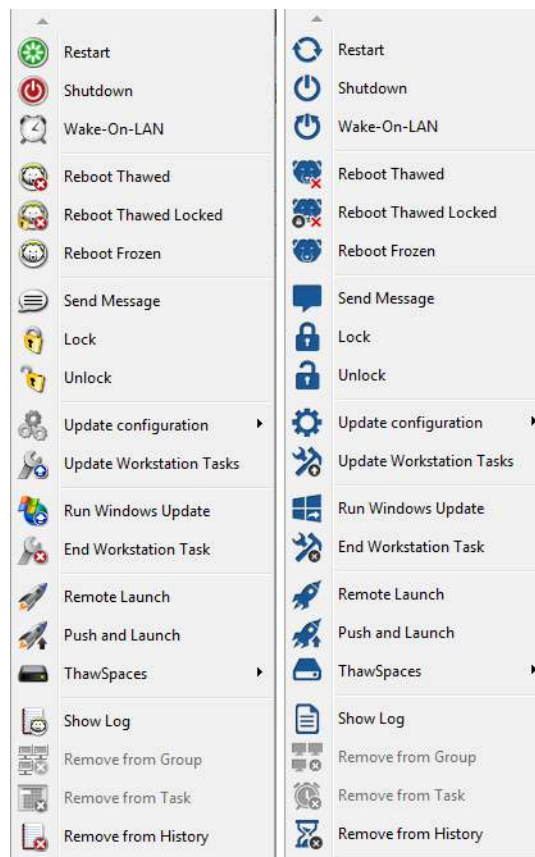 Restart
Shutdown
Wake-On-LAN
Reboot Thawed
Reboot Thawed Locked
Reboot Frozen
Send Message
Lock
Unlock
Update configuration
Update Workstation Tasks
Run Windows Update
End Workstation Task
Remote Launch
Push and Launch
ThawSpaces
Show Log
Remove from Group
Remove from Task
Remove from History
Restart
Shutdown
Wake-On-LAN
Reboot Thawed
Reboot Thawed Locked
Reboot Frozen
Send Message
Lock
Unlock
Update configuration
Update Workstation Tasks
Run Windows Update
End Workstation Task
Remote Launch
Push and Launch
ThawSpaces
Show Log
Remove from Group
Remove from Task
Remove from History